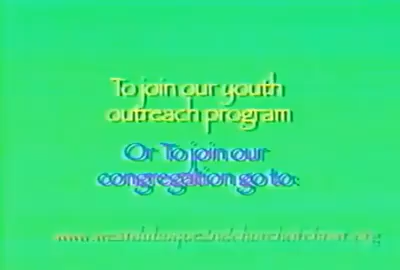 To join our youth
outreach program
Or To join our
congregation go to: